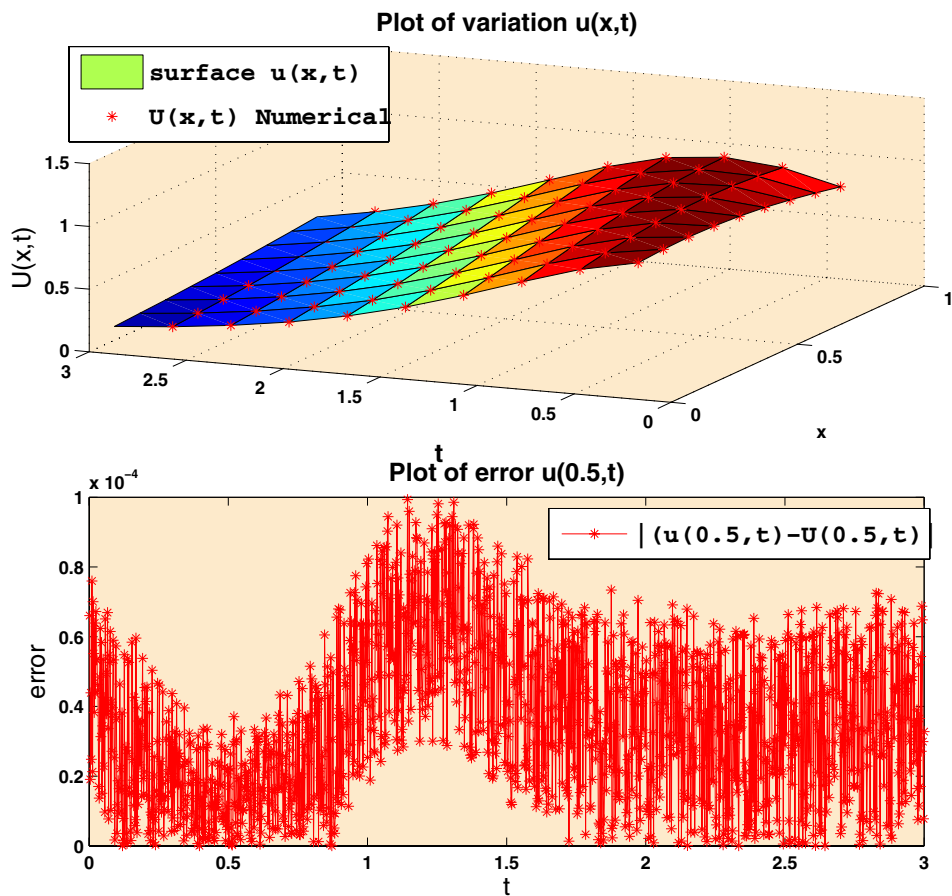 Plot of variation u(x,t)
surface u(x,t)
U(x,t) Numerical
U(x,t)
1.5
1
0.5
0
3
2.5
2
1.5
1
0.5
0
0
0.5
1
t
x
x 10⁻⁴
Plot of error u(0.5,t)
|(u(0.5,t)−U(0.5,t)|
error
1
0.8
0.6
0.4
0.2
0
0
0.5
1
1.5
2
2.5
3
t